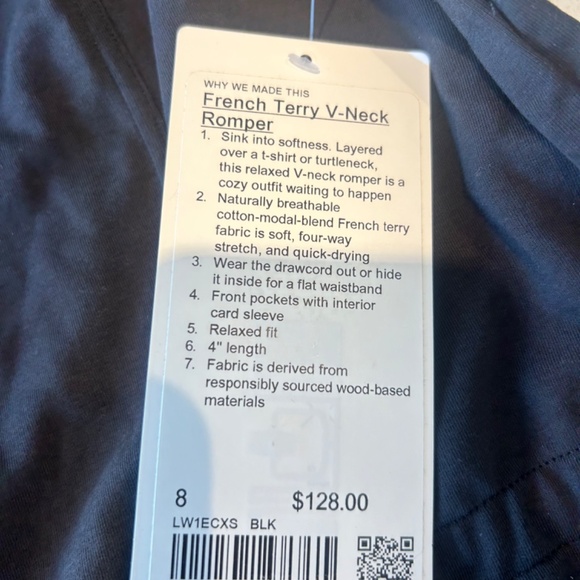 WHY WE MADE THIS
French Terry V-Neck
Romper
1. Sink into softness. Layered
over a t-shirt or turtleneck,
this relaxed V-neck romper is a
cozy outfit waiting to happen
2. Naturally breathable
cotton-modal-blend French terry
fabric is soft, four-way
stretch, and quick-drying
3. Wear the drawcord out or hide
it inside for a flat waistband
4. Front pockets with interior
card sleeve
5. Relaxed fit
6. 4" length
7. Fabric is derived from
responsibly sourced wood-based
materials
8 $128.00
LW1ECXS BLK